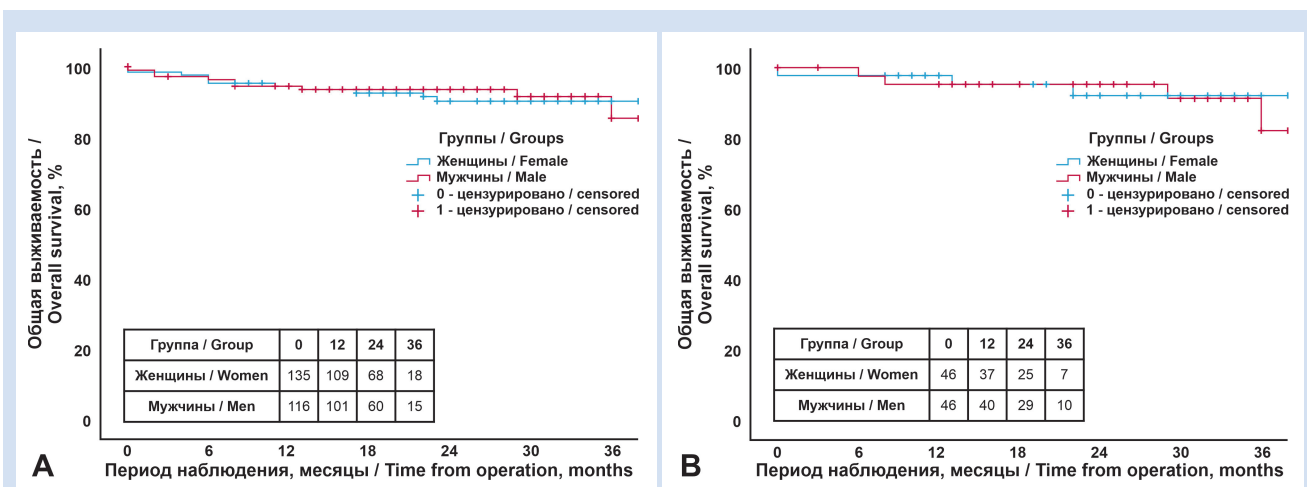 Общая выживаемость /
Overall survival, %
100
80
60
40
20
0
Группы / Groups
Женщины / Female
Мужчины / Male
0 - цензурировано / censored
1 - цензурировано / censored
Группа / Group 0 12 24 36
Женщины / Women 135 109 68 18
Мужчины / Men 116 101 60 15
0 6 12 18 24 30 36
A
Период наблюдения, месяцы / Time from operation, months
Общая выживаемость /
Overall survival, %
100
80
60
40
20
0
Группы / Groups
Женщины / Female
Мужчины / Male
0 - цензурировано / censored
1 - цензурировано / censored
Группа / Group 0 12 24 36
Женщины / Women 46 37 25 7
Мужчины / Men 46 40 29 10
0 6 12 18 24 30 36
B
Период наблюдения, месяцы / Time from operation, months